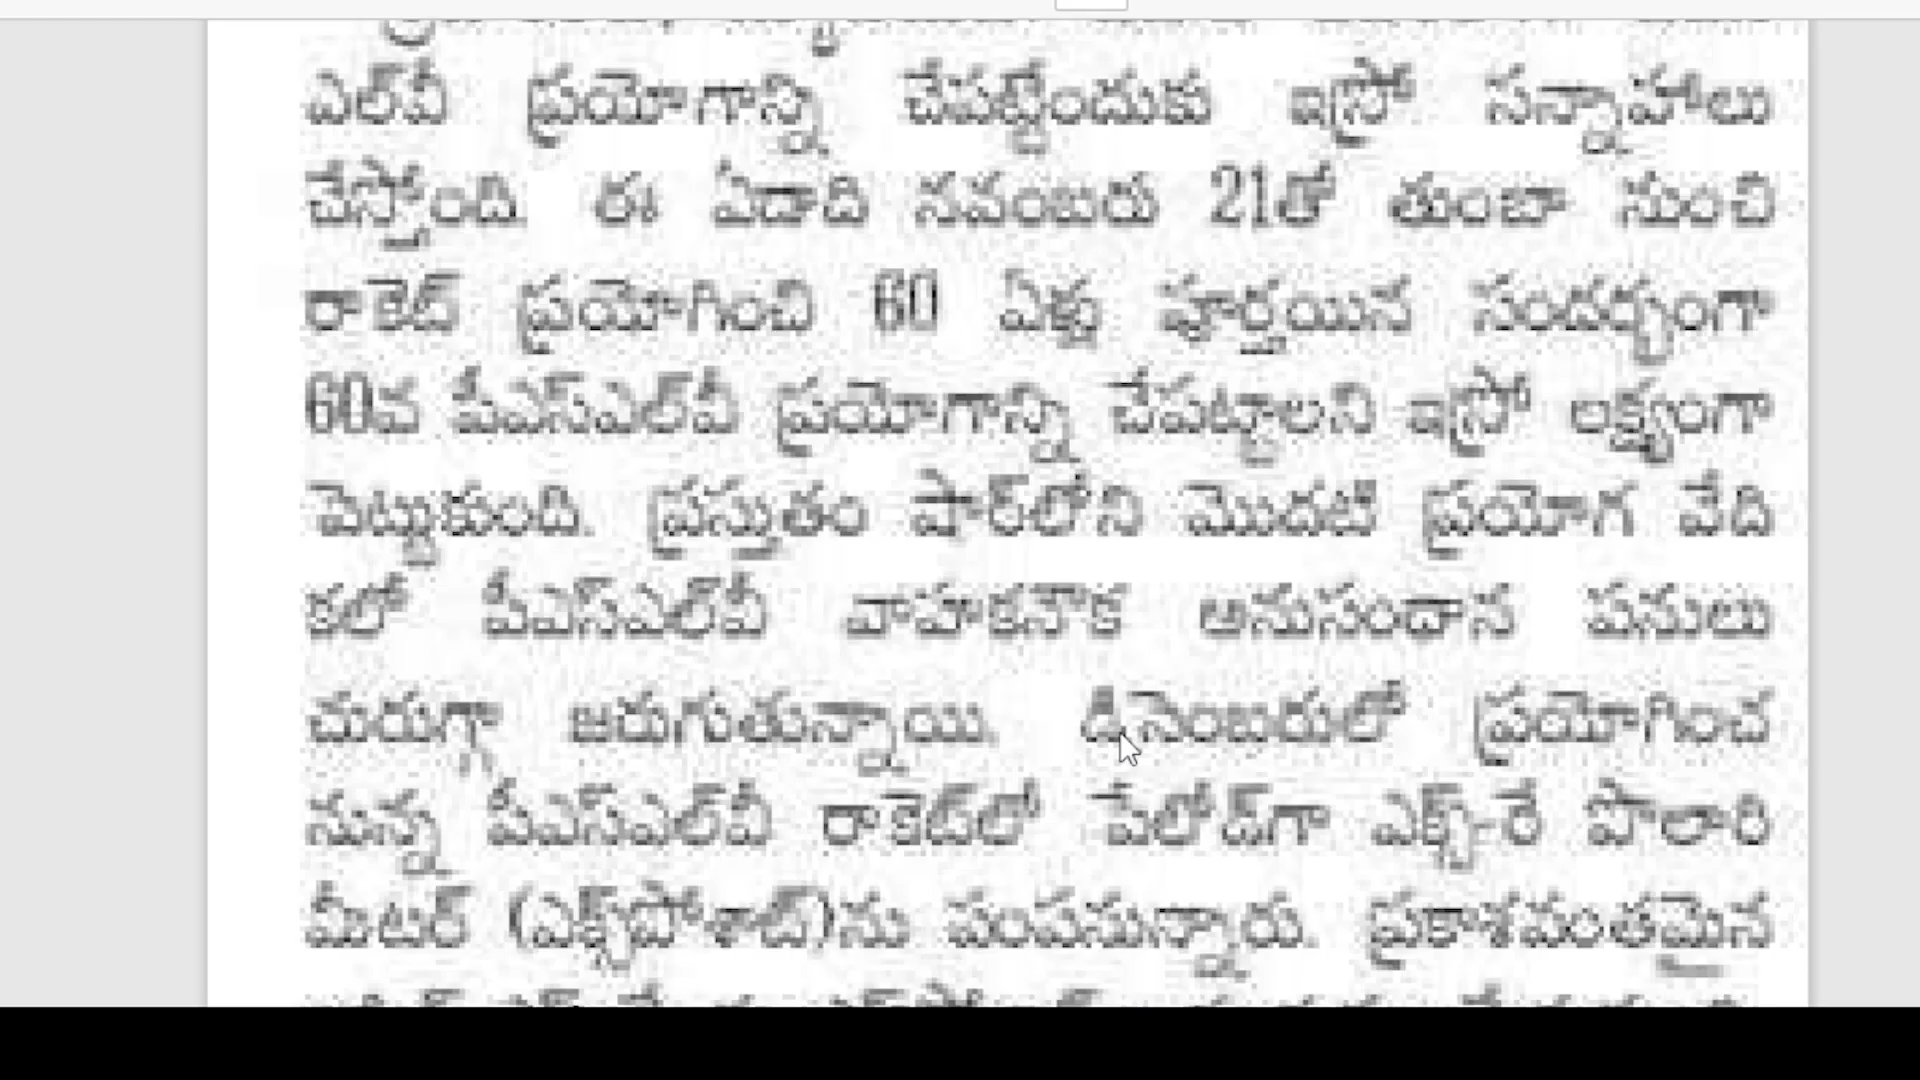 ఎల్‌వీ ప్రయోగాన్ని చేపట్టేందుకు ఇస్రో సన్నాహాలు
చేస్తోంది. ఈ ఏడాది నవంబరు 21తో తుంబా నుంచి
రాకెట్ ప్రయోగించి 60 ఏళ్లు పూర్తయిన సందర్భంగా
60వ పీఎస్ఎల్‌వీ ప్రయోగాన్ని చేపట్టాలని ఇస్రో లక్ష్యంగా
పెట్టుకుంది. ప్రస్తుతం షార్‌లోని మొదటి ప్రయోగ వేది
కలో పీఎస్ఎల్‌వీ వాహకనౌక అనుసంధాన పనులు
చురుగ్గా జరుగుతున్నాయి. డిసెంబరులో ప్రయోగించ
నున్న పీఎస్ఎల్‌వీ రాకెట్‌లో పేలోడ్‌గా ఎక్స్-రే పొలారి
మీటర్ (ఎక్స్‌పోశాట్)ను పంపనున్నారు. ప్రకాశవంతమైన